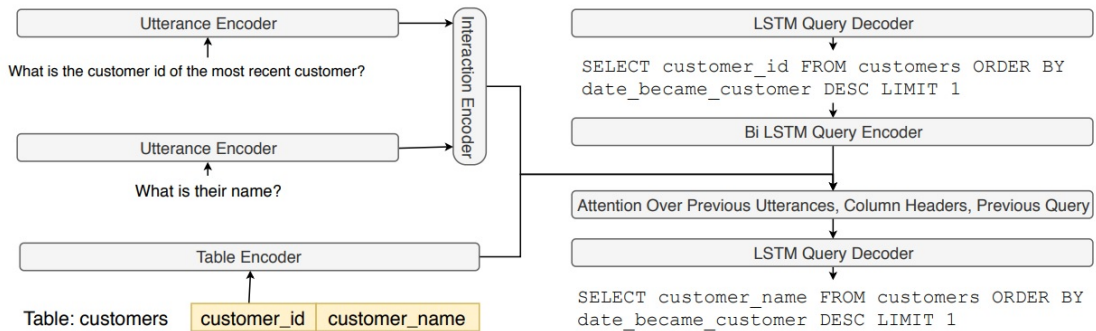 Utterance Encoder
What is the customer id of the most recent customer?
Utterance Encoder
What is their name?
Interaction Encoder
Table Encoder
Table: customers customer_id customer_name
LSTM Query Decoder
SELECT customer_id FROM customers ORDER BY
date_became_customer DESC LIMIT 1
Bi LSTM Query Encoder
Attention Over Previous Utterances, Column Headers, Previous Query
LSTM Query Decoder
SELECT customer_name FROM customers ORDER BY
date_became_customer DESC LIMIT 1